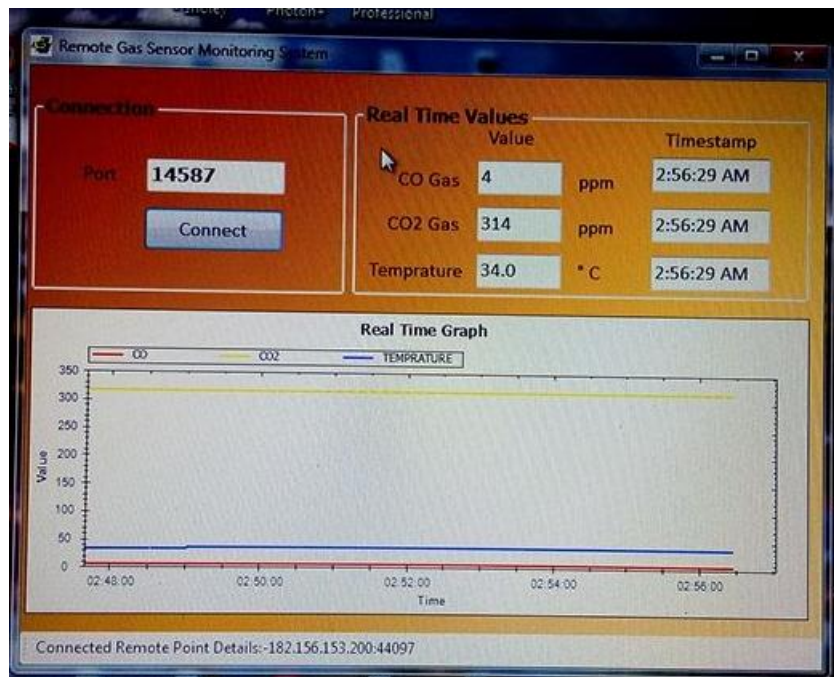 Photon+ Professional
Remote Gas Sensor Monitoring System
Connection
Port 14587
Connect
Real Time Values
Value Timestamp
CO Gas 4 ppm 2:56:29 AM
CO2 Gas 314 ppm 2:56:29 AM
Temprature 34.0 ° C 2:56:29 AM
Real Time Graph
CO CO2 TEMPRATURE
350
300
250
200
150
100
50
0
Value
02:48:00 02:50:00 02:52:00 02:54:00 02:56:00
Time
Connected Remote Point Details:-182.156.153.200:44097